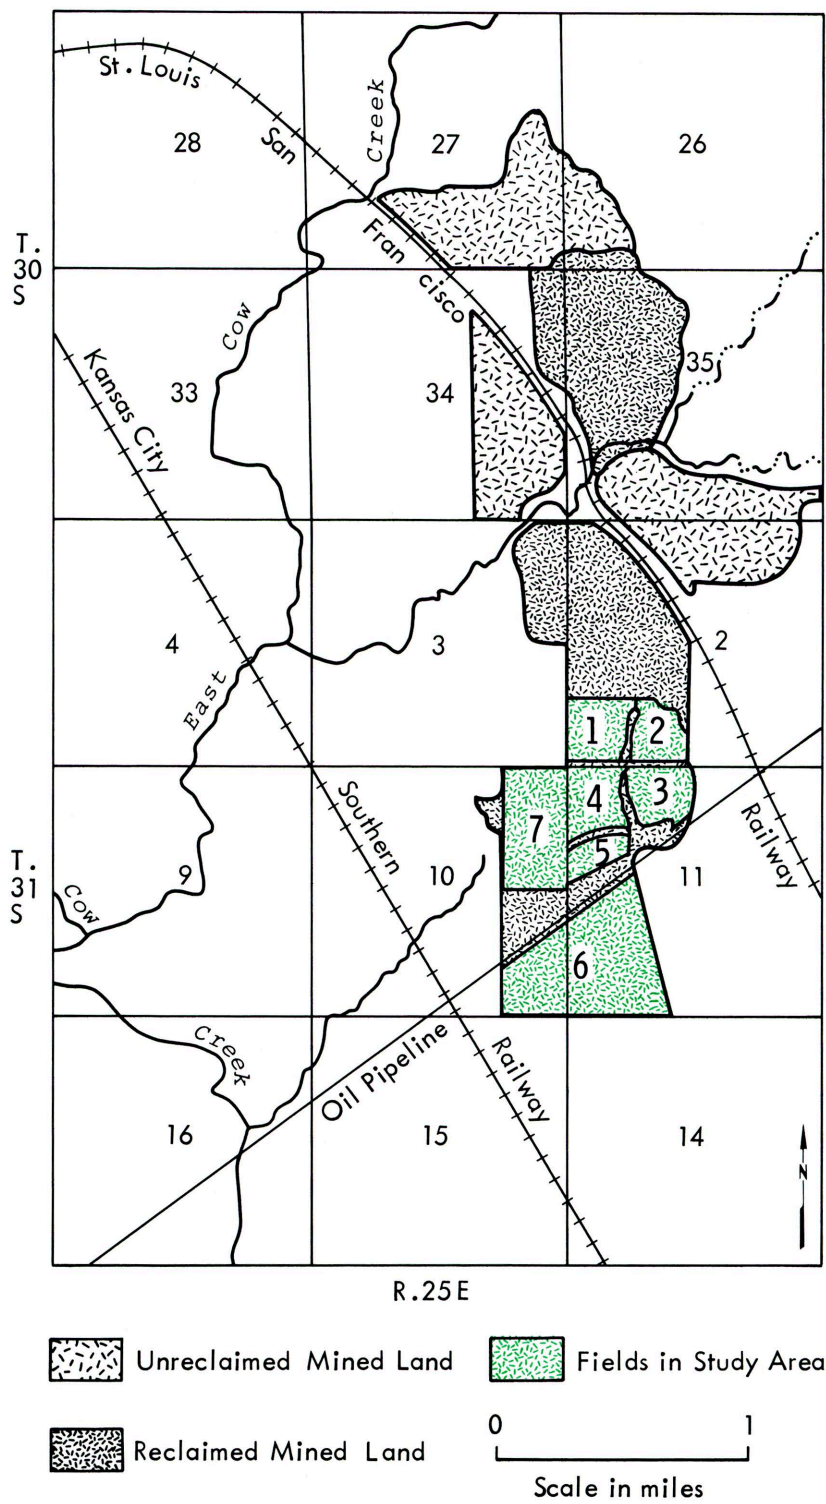 St. Louis
San
Creek
28
27
26
Fran cisco
T.
30
S
Cow
Kansas City
33
34
35
4
3
2
East
1
2
Southern
4
3
7
5
Railway
9
10
11
T.
31
S
Cow
6
Creek
Oil Pipeline
Railway
16
15
14
N
R.25E
Unreclaimed Mined Land
Fields in Study Area
Reclaimed Mined Land
0 1
Scale in miles